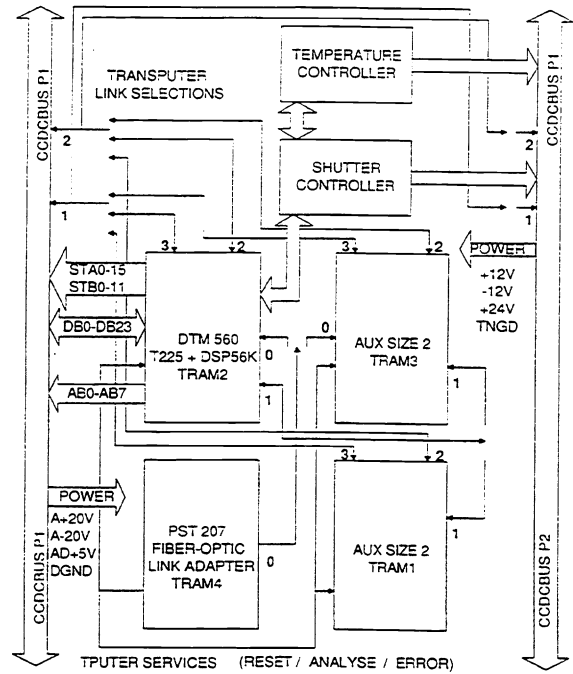 TRANSPUTER
LINK SELECTIONS
TEMPERATURE
CONTROLLER
SHUTTER
CONTROLLER
CCDCBUS P1
CCDCBUS P1
2
1
2
1
3
2
3
2
STA0-15
STB0-11
DB0-DB23
AB0-AB7
DTM 560
T225 + DSP56K
TRAM2
0
1
0
AUX SIZE 2
TRAM3
1
POWER
+12V
-12V
+24V
TNGD
POWER
A+20V
A-20V
AD+5V
DGND
PST 207
FIBER-OPTIC
LINK ADAPTER
TRAM4
0
3
2
AUX SIZE 2
TRAM1
1
CCDCBUS P1
CCDCBUS P2
TPUTER SERVICES (RESET / ANALYSE / ERROR)